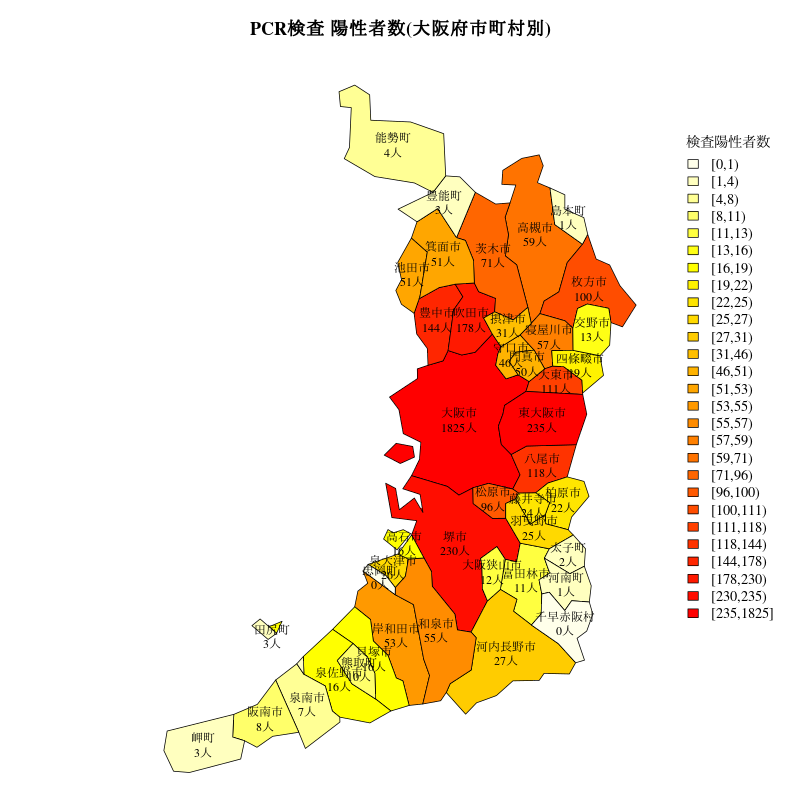 PCR検査 陽性者数(大阪府市町村別)
能勢町
4人
豊能町
3人
島本町
1人
高槻市
59人
茨木市
71人
箕面市
51人
池田市
51人
枚方市
100人
豊中市
144人
吹田市
178人
摂津市
31人
交野市
13人
寝屋川市
57人
守口市
46
門真市
50人
四條畷市
19人
大東市
111人
大阪市
1825人
東大阪市
235人
八尾市
118人
松原市
96人
柏原市
22人
藤井寺市
24人
羽曳野市
25人
高石市
16人
堺市
230人
太子町
2人
大阪狭山市
12人
富田林市
11人
河南町
1人
泉大津市
忠岡町
0人
千早赤阪村
0人
田尻町
3人
岸和田市
53人
和泉市
55人
河内長野市
27人
貝塚市
16人
熊取町
10人
泉佐野市
16人
泉南市
7人
阪南市
8人
岬町
3人
検査陽性者数
[0,1)
[1,4)
[4,8)
[8,11)
[11,13)
[13,16)
[16,19)
[19,22)
[22,25)
[25,27)
[27,31)
[31,46)
[46,51)
[51,53)
[53,55)
[55,57)
[57,59)
[59,71)
[71,96)
[96,100)
[100,111)
[111,118)
[118,144)
[144,178)
[178,230)
[230,235)
[235,1825]